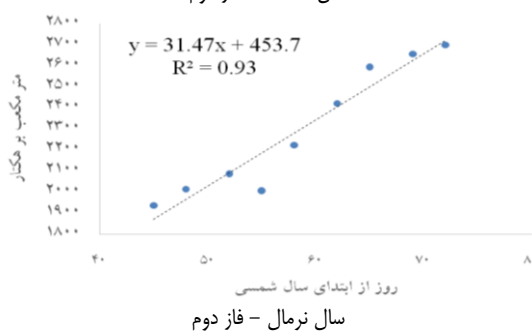 ۲۸۰۰
۲۷۰۰
۲۶۰۰
۲۵۰۰
۲۴۰۰
۲۳۰۰
۲۲۰۰
۲۱۰۰
۲۰۰۰
۱۹۰۰
۱۸۰۰
متر مکعب بر هکتار
y = 31.47x + 453.7
R² = 0.93
۴۰ ۵۰ ۶۰ ۷۰
روز از ابتدای سال شمسی
سال نرمال - فاز دوم